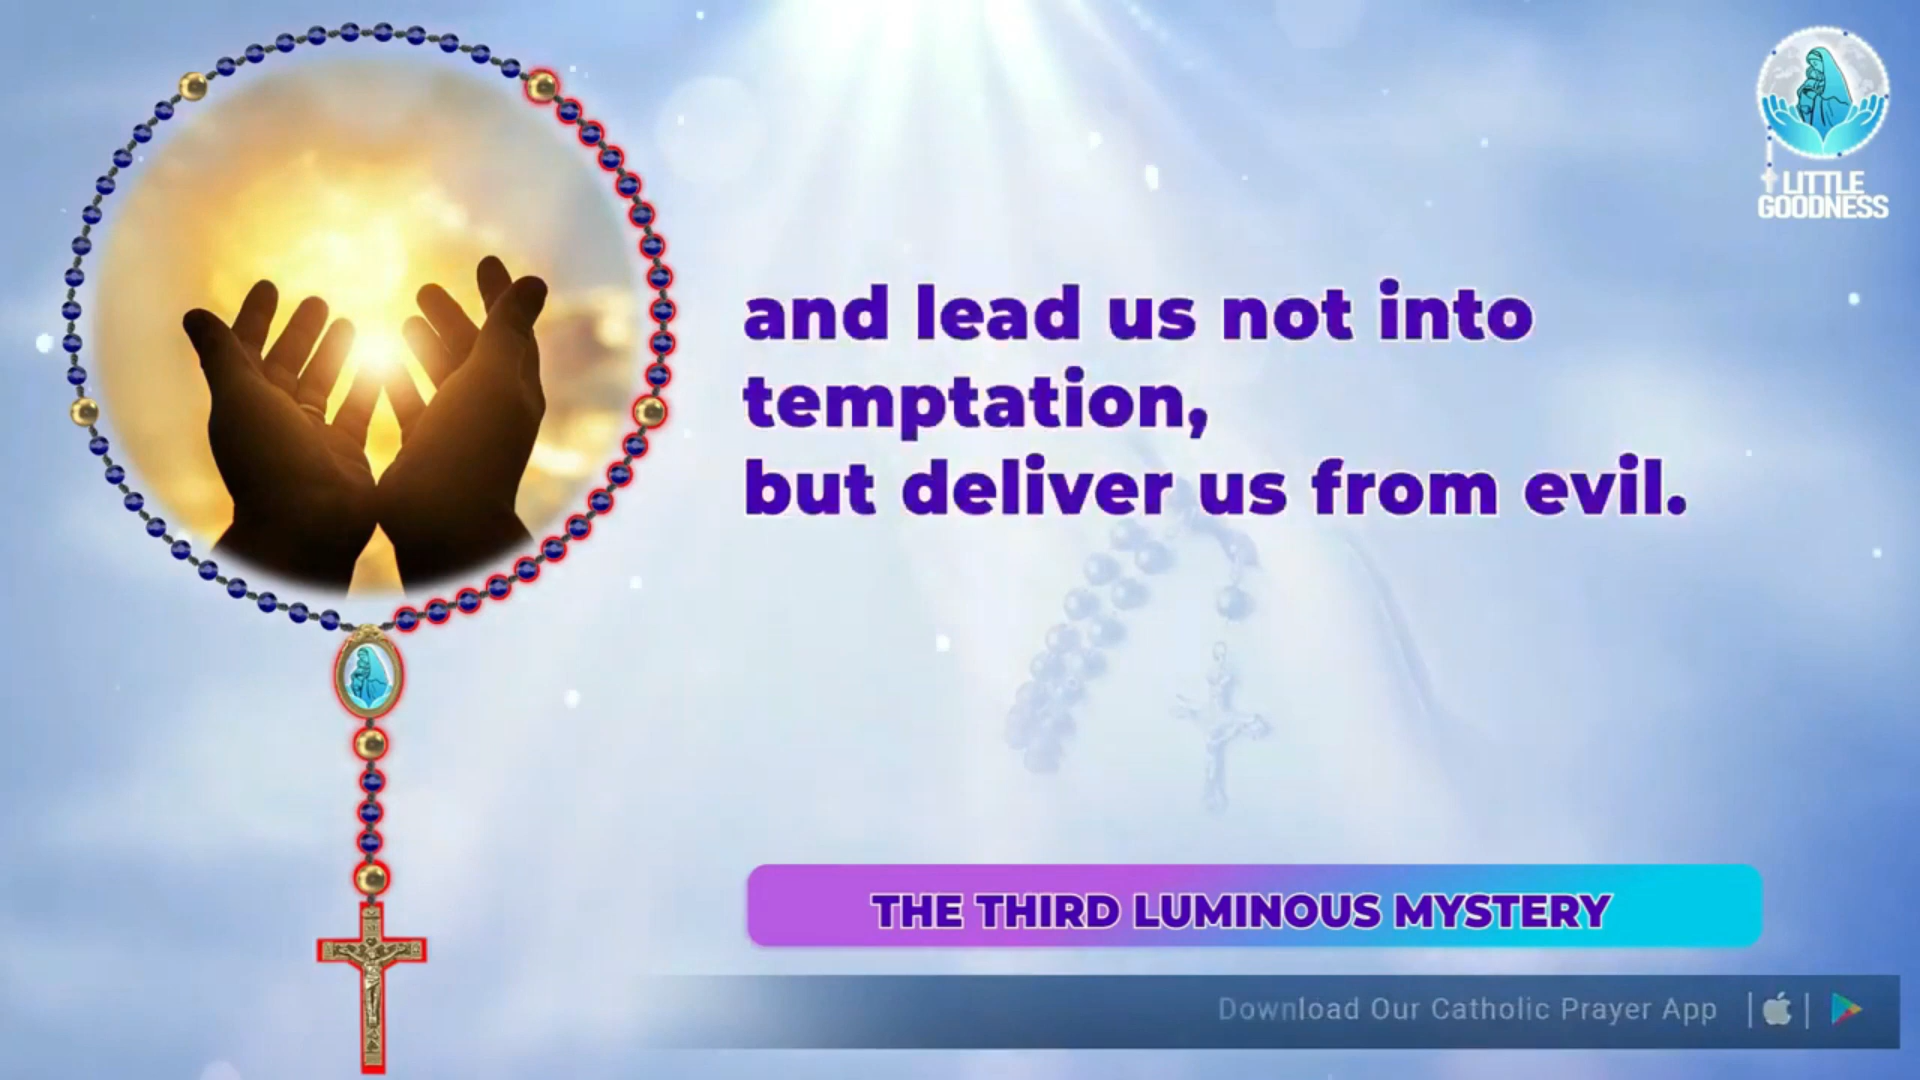 LITTLE
GOODNESS
and lead us not into
temptation,
but deliver us from evil.
THE THIRD LUMINOUS MYSTERY
Download Our Catholic Prayer App